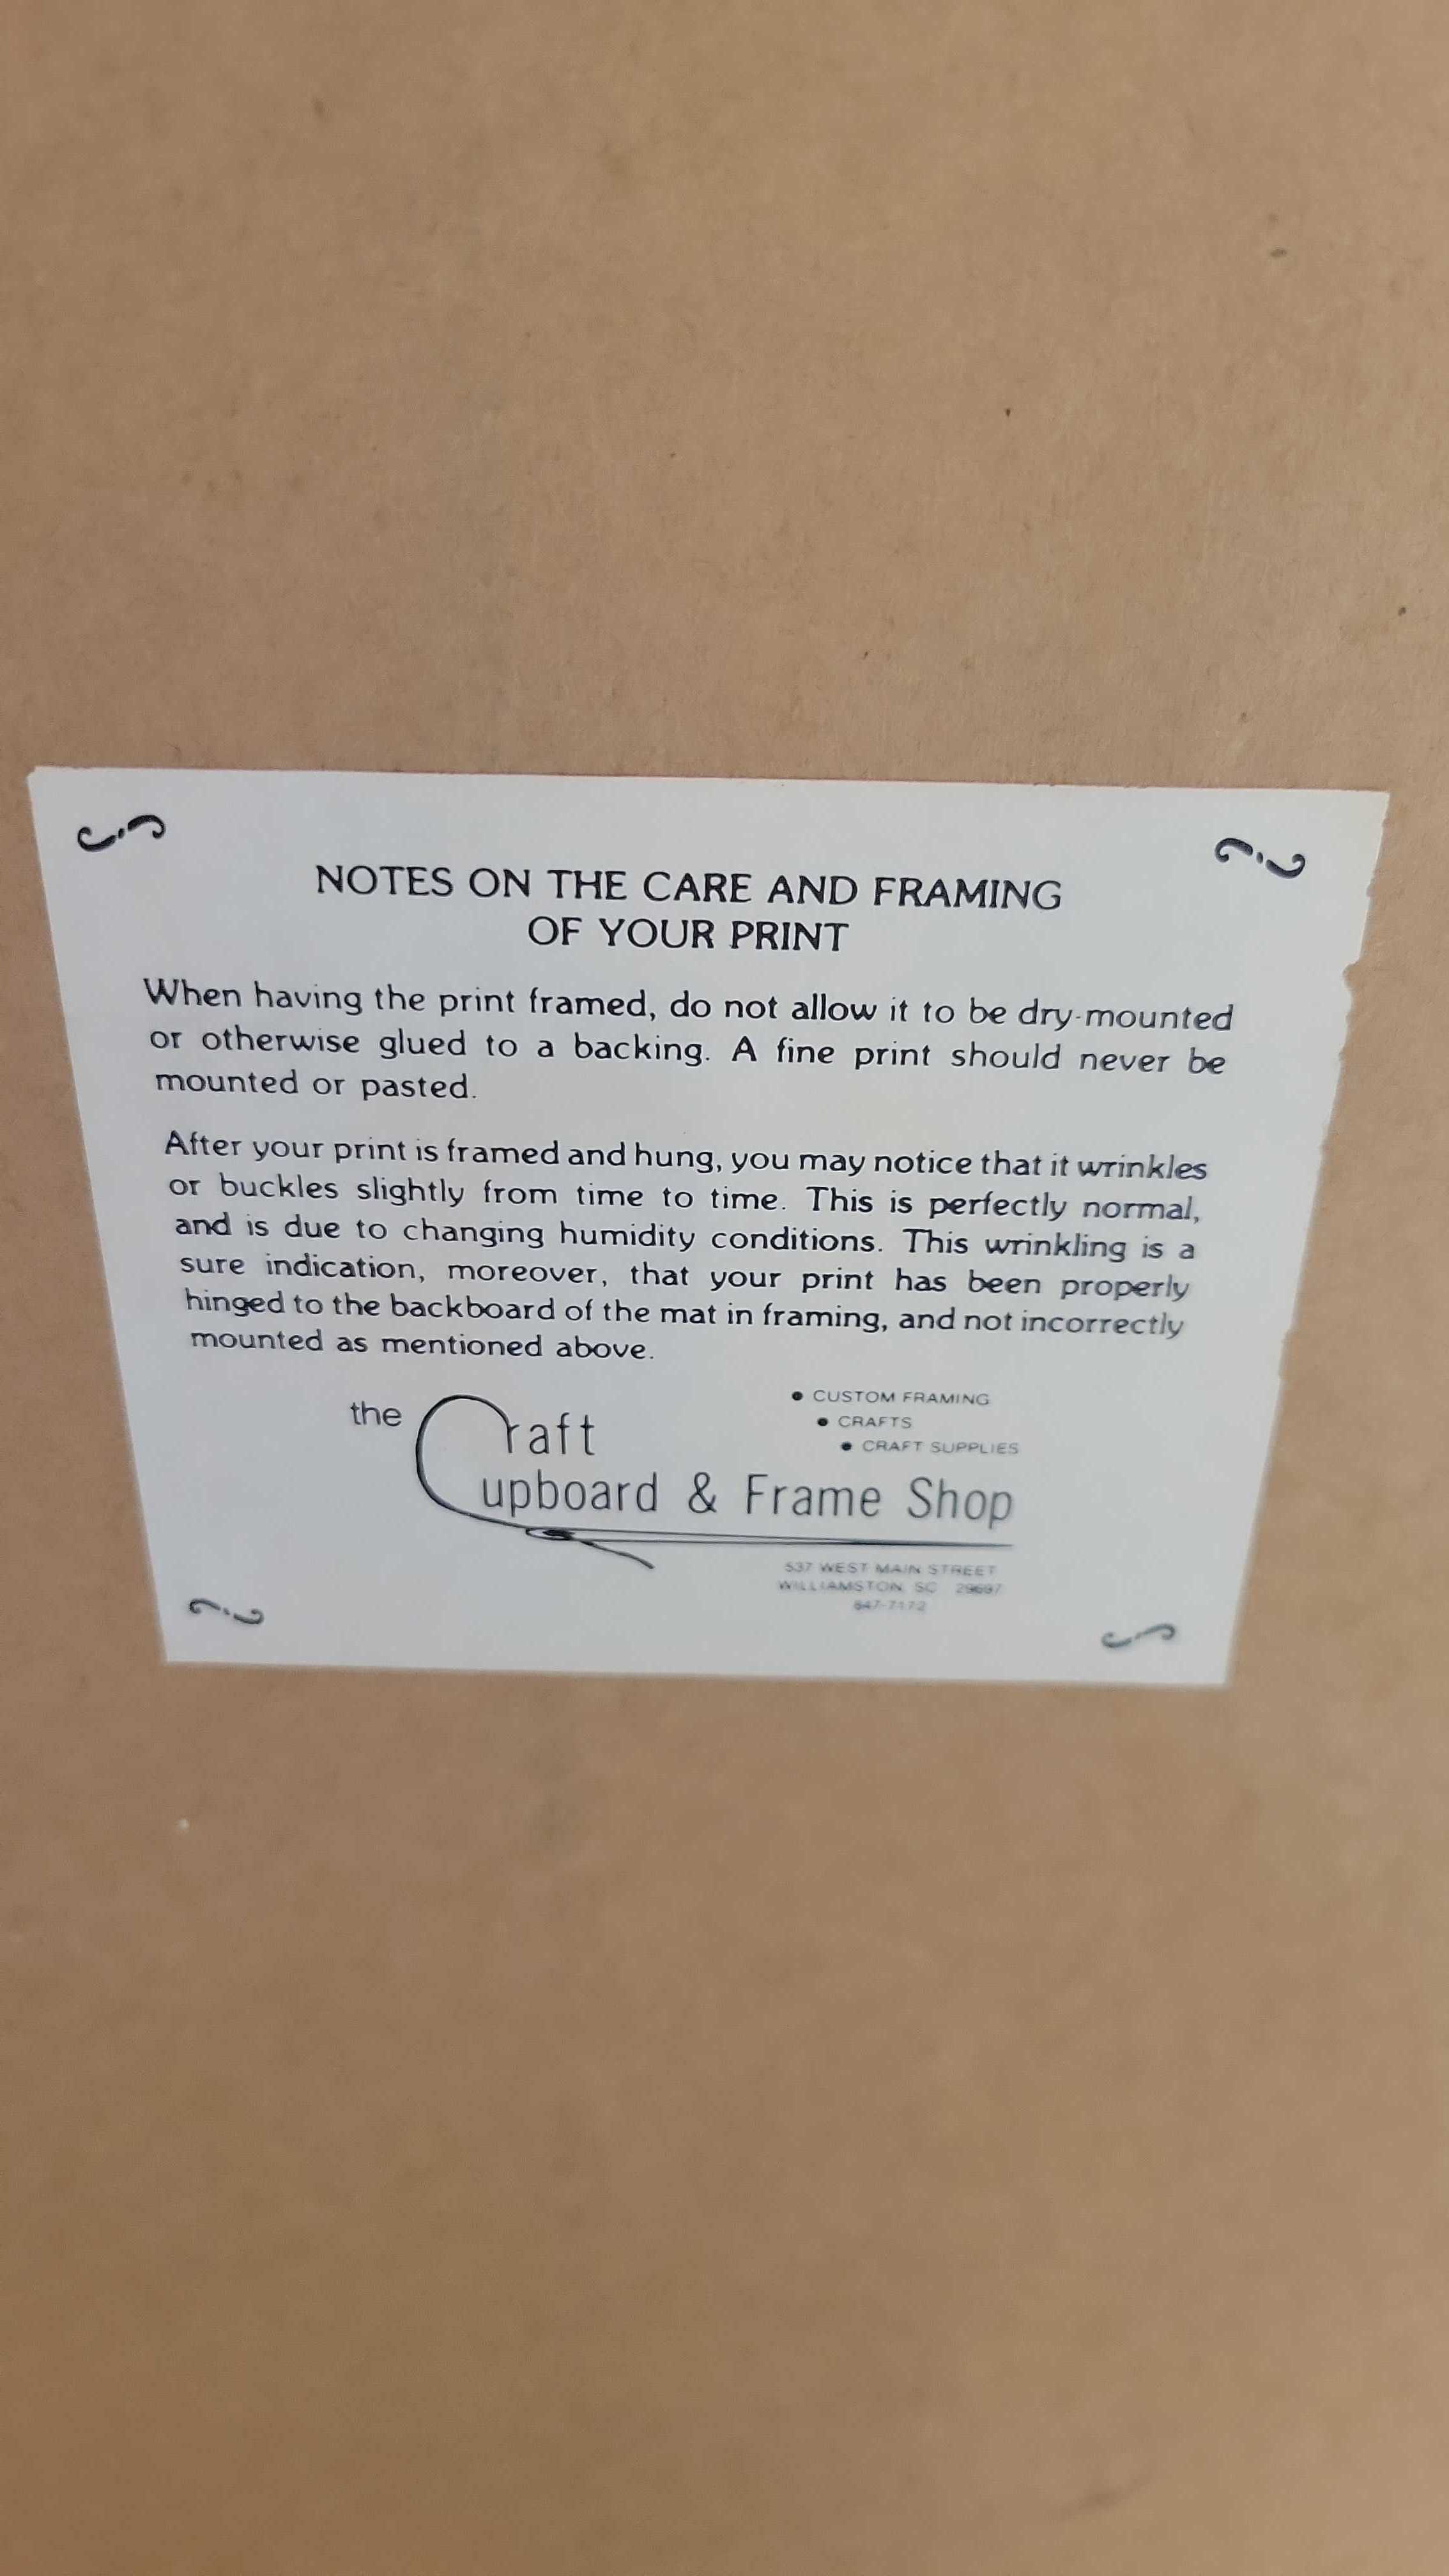 NOTES ON THE CARE AND FRAMING
OF YOUR PRINT
When having the print framed, do not allow it to be dry-mounted
or otherwise glued to a backing. A fine print should never be
mounted or pasted.
After your print is framed and hung, you may notice that it wrinkles
or buckles slightly from time to time. This is perfectly normal,
and is due to changing humidity conditions. This wrinkling is a
sure indication, moreover, that your print has been properly
hinged to the backboard of the mat in framing, and not incorrectly
mounted as mentioned above.
the Craft
Cupboard & Frame Shop
• CUSTOM FRAMING
• CRAFTS
• CRAFT SUPPLIES
537 WEST MAIN STREET
WILLIAMSTON, SC 29697
847-7172